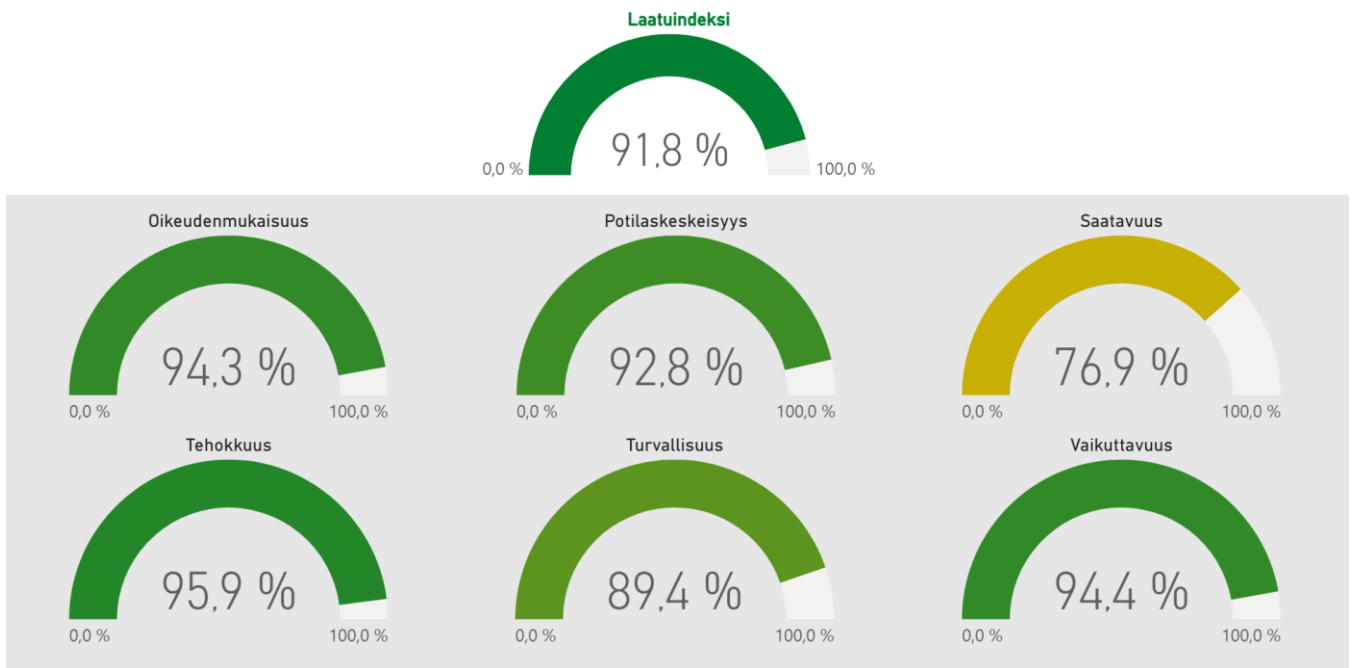 Laatuindeksi
91,8 %
0,0 % 100,0 %
Oikeudenmukaisuus Potilaskeskeisyys Saatavuus
94,3 % 92,8 % 76,9 %
0,0 % 100,0 % 0,0 % 100,0 % 0,0 % 100,0 %
Tehokkuus Turvallisuus Vaikuttavuus
95,9 % 89,4 % 94,4 %
0,0 % 100,0 % 0,0 % 100,0 % 0,0 % 100,0 %